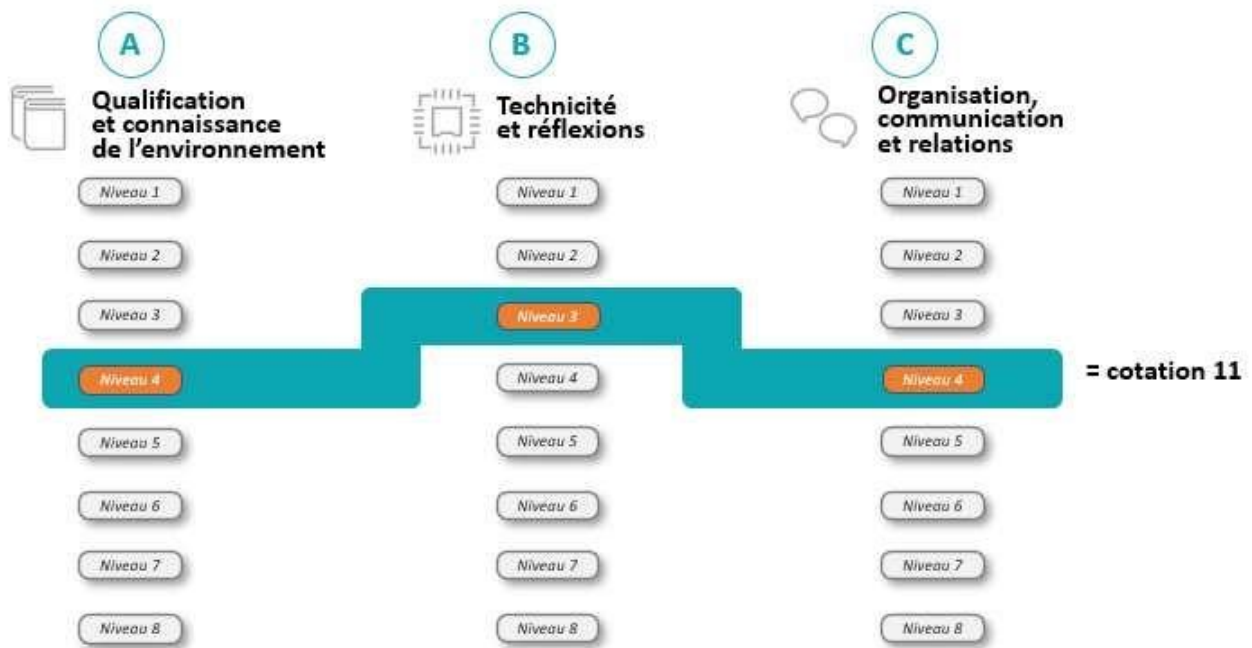 A
Qualification
et connaissance
de l'environnement
Niveau 1
Niveau 2
Niveau 3
Niveau 4
Niveau 5
Niveau 6
Niveau 7
Niveau 8
B
Technicité
et réflexions
Niveau 1
Niveau 2
Niveau 3
Niveau 4
Niveau 5
Niveau 6
Niveau 7
Niveau 8
C
Organisation,
communication
et relations
Niveau 1
Niveau 2
Niveau 3
Niveau 4
Niveau 5
Niveau 6
Niveau 7
Niveau 8
= cotation 11